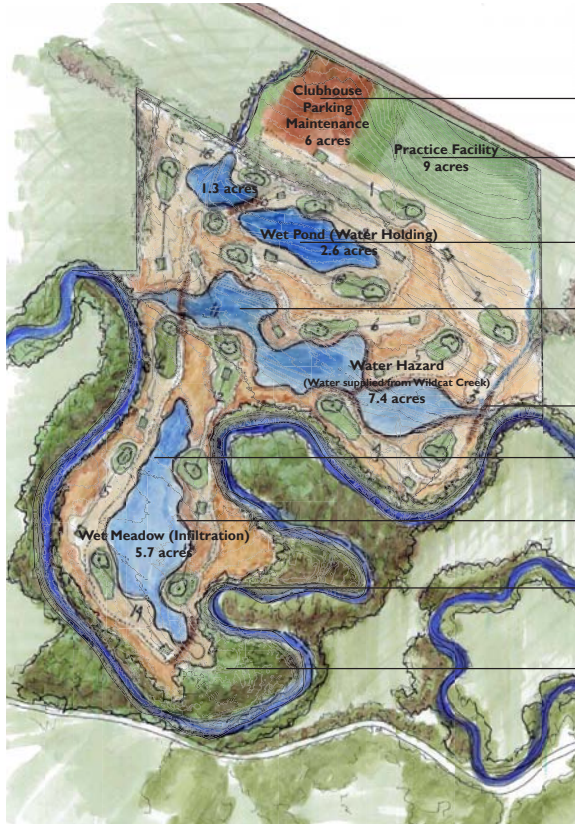 Clubhouse
Parking
Maintenance
6 acres
Practice Facility
9 acres
1.3 acres
Wet Pond (Water Holding)
2.6 acres
Water Hazard
(Water supplied from Wildcat Creek)
7.4 acres
Wet Meadow (Infiltration)
5.7 acres